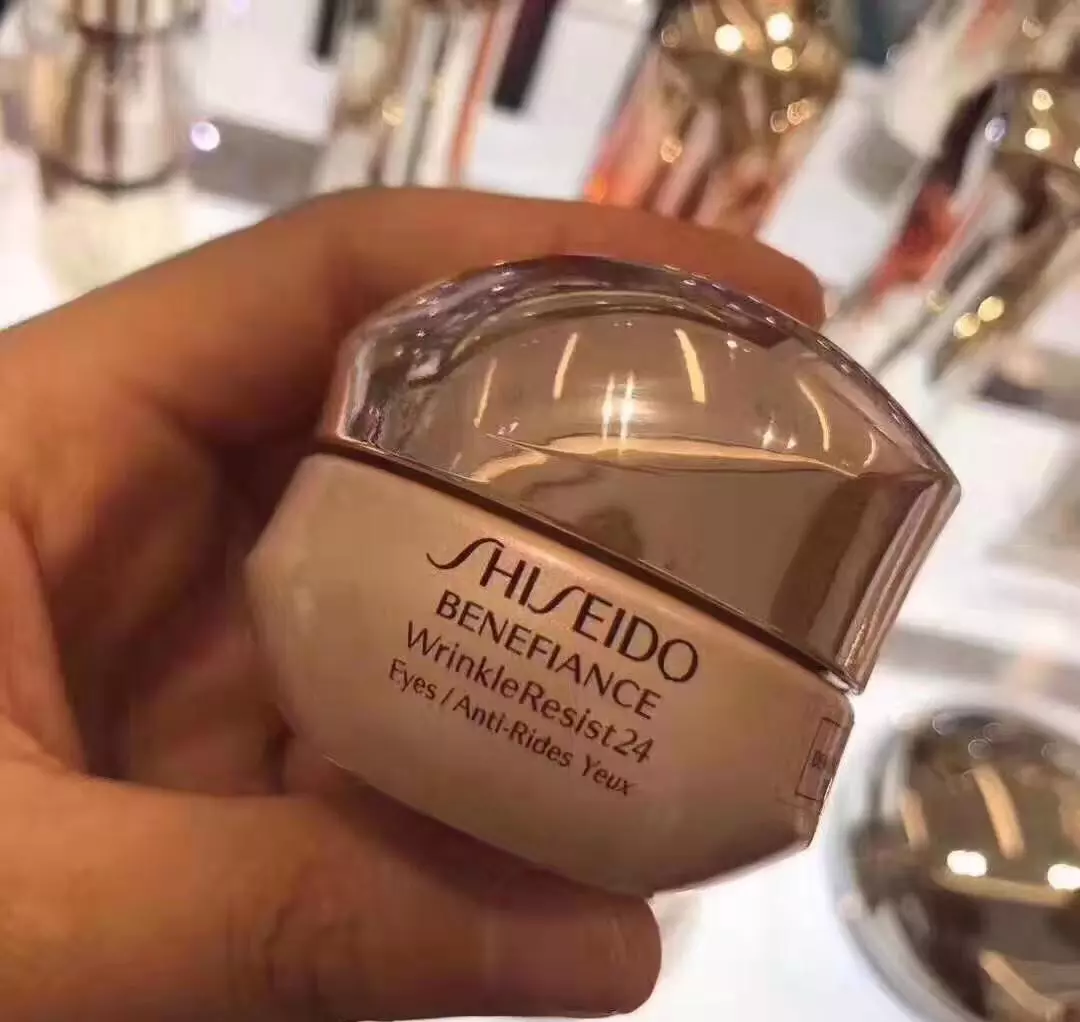 SHISEIDO
BENEFIANCE
WrinkleResist24
Eyes / Anti-Rides Yeux